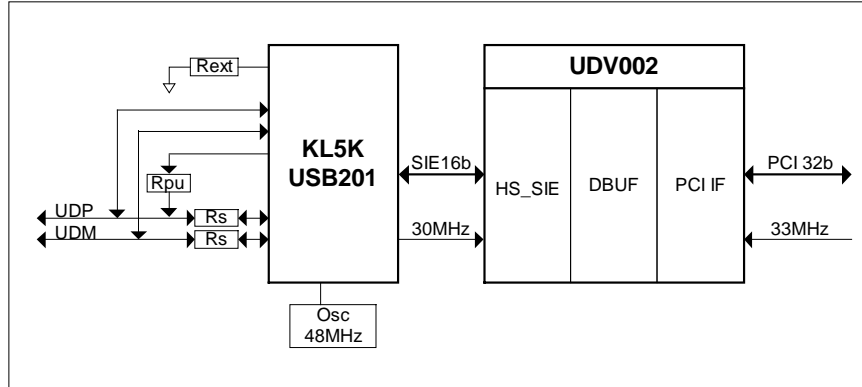 Rext
UDV002
KL5K
USB201
SIE16b
HS_SIE
DBUF
PCI IF
PCI 32b
Rpu
UDP
Rs
UDM
Rs
30MHz
33MHz
Osc
48MHz